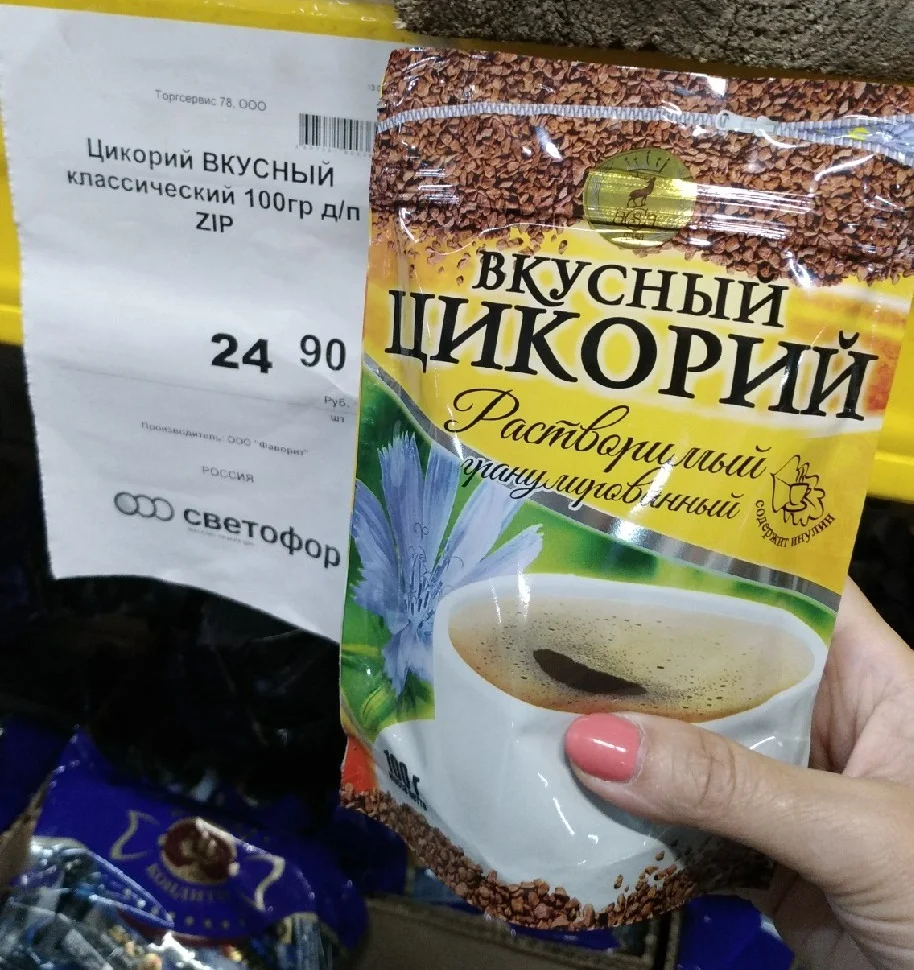 Торгсервис 78, ООО
Цикорий ВКУСНЫЙ
классический 100гр д/п
ZIP
24 90
Руб.
шт
Производитель: ООО "Фаворит"
РОССИЯ
светофор
ВКУСНЫЙ
ЦИКОРИЙ
Растворимый
гранулированный
содержит инулин
100 г